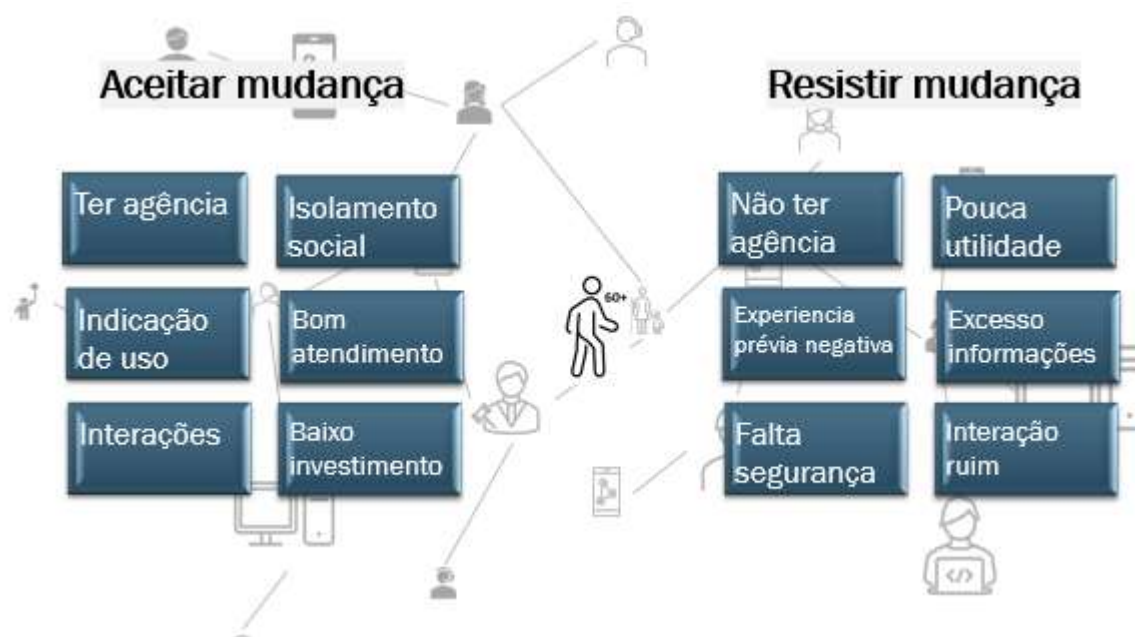 Aceitar mudança
Ter agência
Isolamento
social
Indicação
de uso
Bom
atendimento
Interações
Baixo
investimento
60+
Resistir mudança
Não ter
agência
Pouca
utilidade
Experiencia
prévia negativa
Excesso
informações
Falta
segurança
Interação
ruim